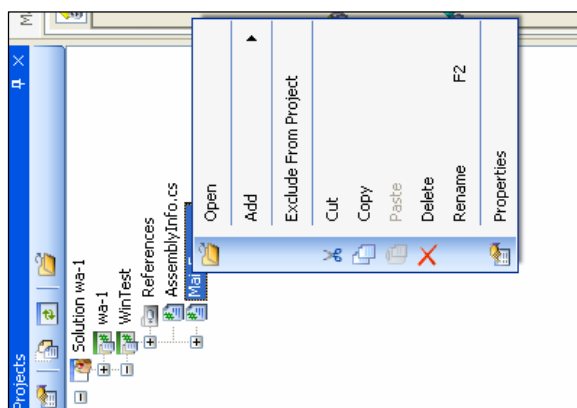 Projects
Solution wa-1
wa-1
WinTest
References
AssemblyInfo.cs
Mai
Open
Add
Exclude From Project
Cut
Copy
Paste
Delete
Rename F2
Properties